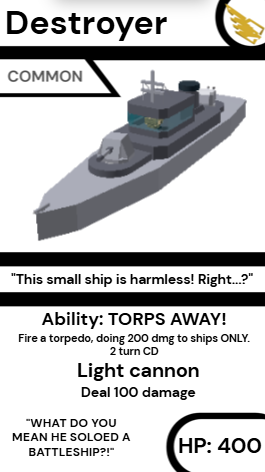 Destroyer
COMMON
"This small ship is harmless! Right...?"
Ability: TORPS AWAY!
Fire a torpedo, doing 200 dmg to ships ONLY.
2 turn CD
Light cannon
Deal 100 damage
"WHAT DO YOU
MEAN HE SOLOED A
BATTLESHIP?!"
HP: 400